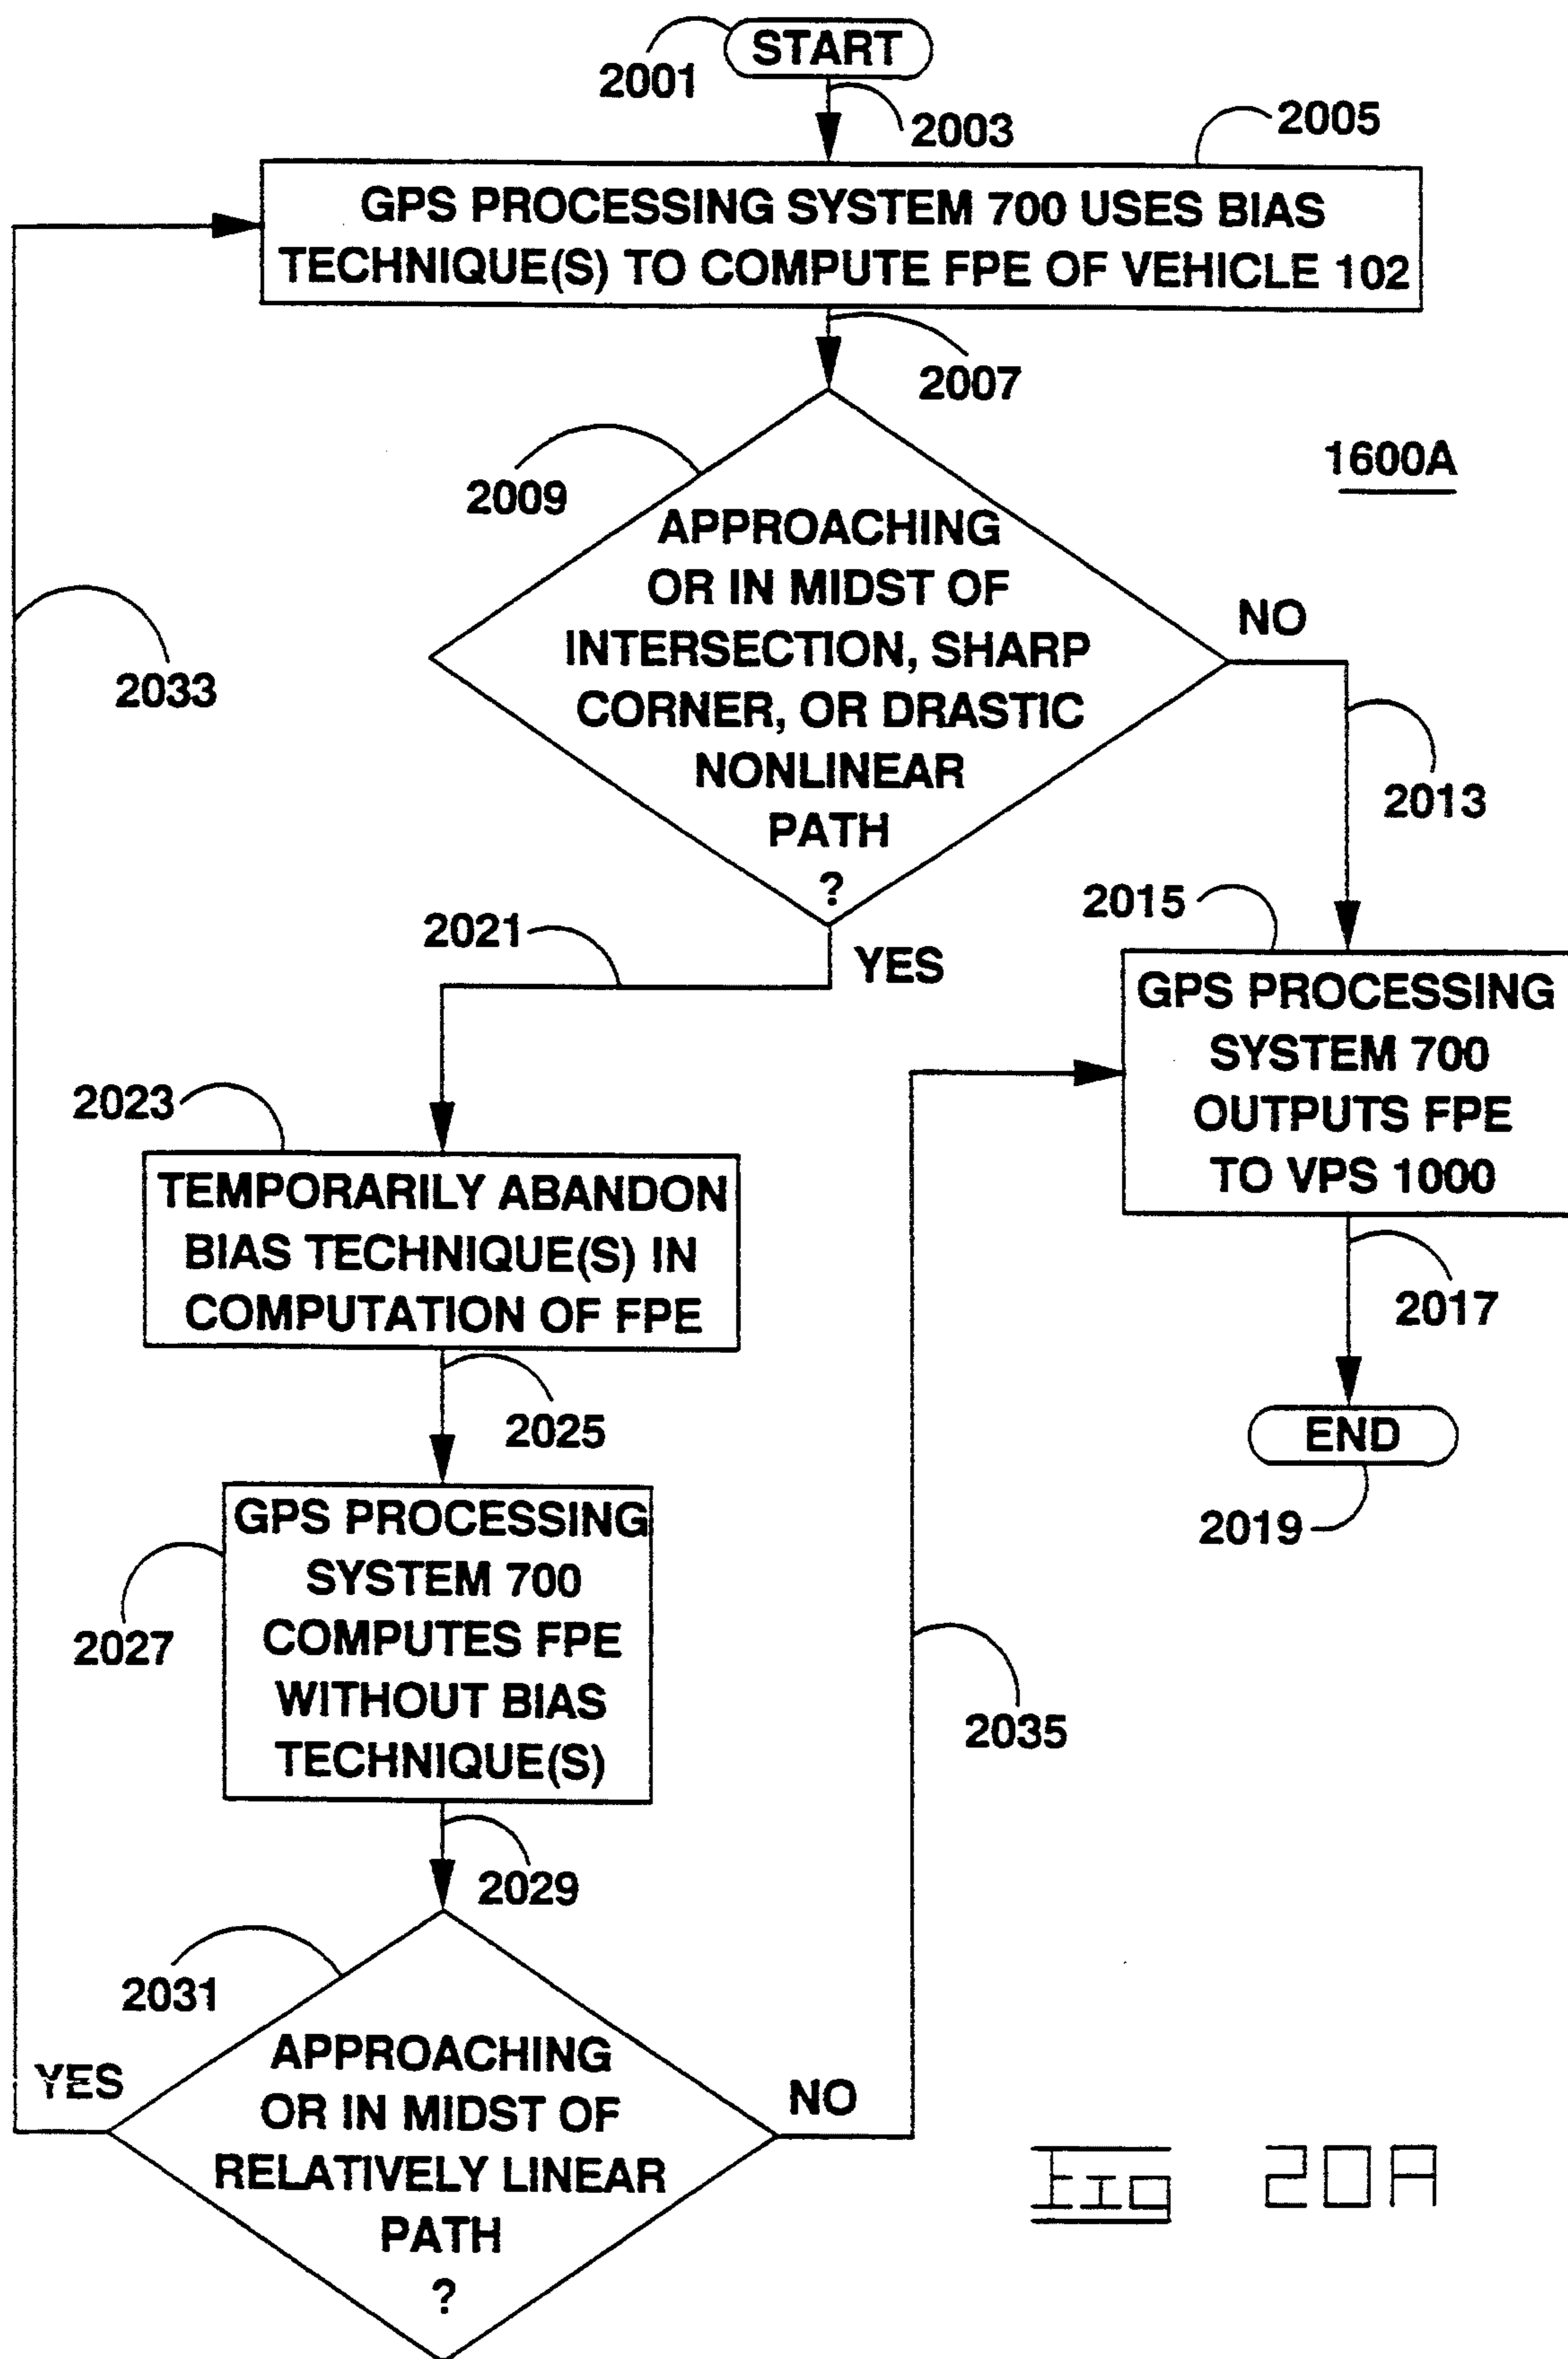 START
2001
2003
2005
GPS PROCESSING SYSTEM 700 USES BIAS
TECHNIQUE(S) TO COMPUTE FPE OF VEHICLE 102
2007
1600A
2009
APPROACHING
OR IN MIDST OF
INTERSECTION, SHARP
CORNER, OR DRASTIC
NONLINEAR
PATH
?
NO
2033
2013
2015
2021
YES
GPS PROCESSING
SYSTEM 700
OUTPUTS FPE
TO VPS 1000
2023
TEMPORARILY ABANDON
BIAS TECHNIQUE(S) IN
COMPUTATION OF FPE
2017
2025
END
2019
GPS PROCESSING
SYSTEM 700
COMPUTES FPE
WITHOUT BIAS
TECHNIQUE(S)
2027
2035
2029
2031
APPROACHING
OR IN MIDST OF
RELATIVELY LINEAR
PATH
?
YES
NO
Fig 20A